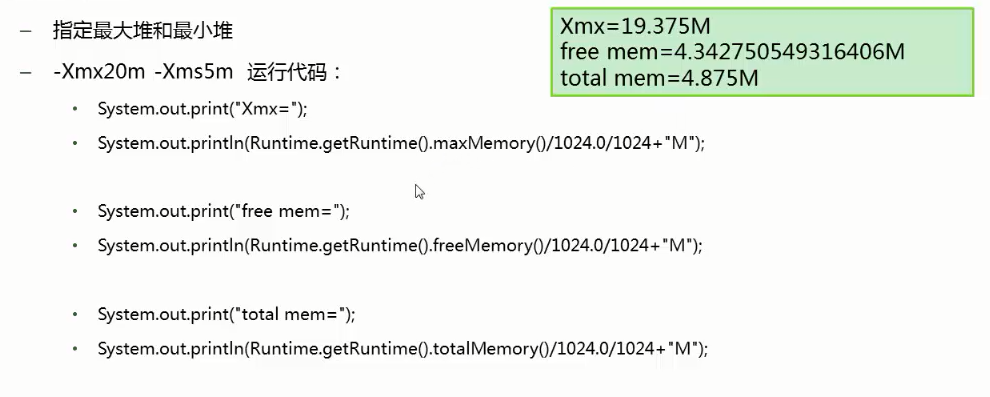 – 指定最大堆和最小堆
– -Xmx20m -Xms5m 运行代码：
• System.out.print("Xmx=");
• System.out.println(Runtime.getRuntime().maxMemory()/1024.0/1024+"M");
• System.out.print("free mem=");
• System.out.println(Runtime.getRuntime().freeMemory()/1024.0/1024+"M");
• System.out.print("total mem=");
• System.out.println(Runtime.getRuntime().totalMemory()/1024.0/1024+"M");
Xmx=19.375M
free mem=4.342750549316406M
total mem=4.875M